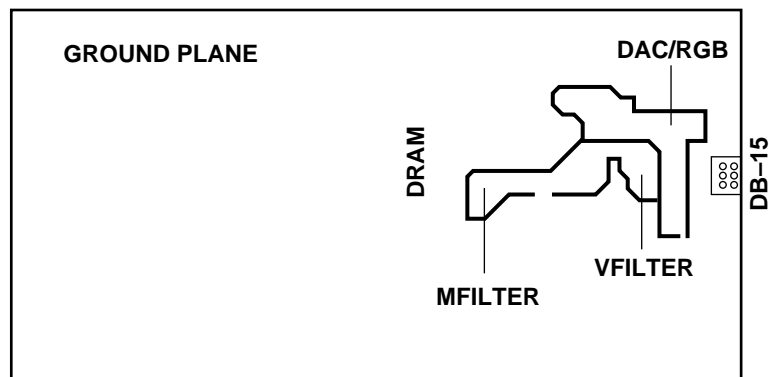 GROUND PLANE
DAC/RGB
DRAM
DB–15
VFILTER
MFILTER